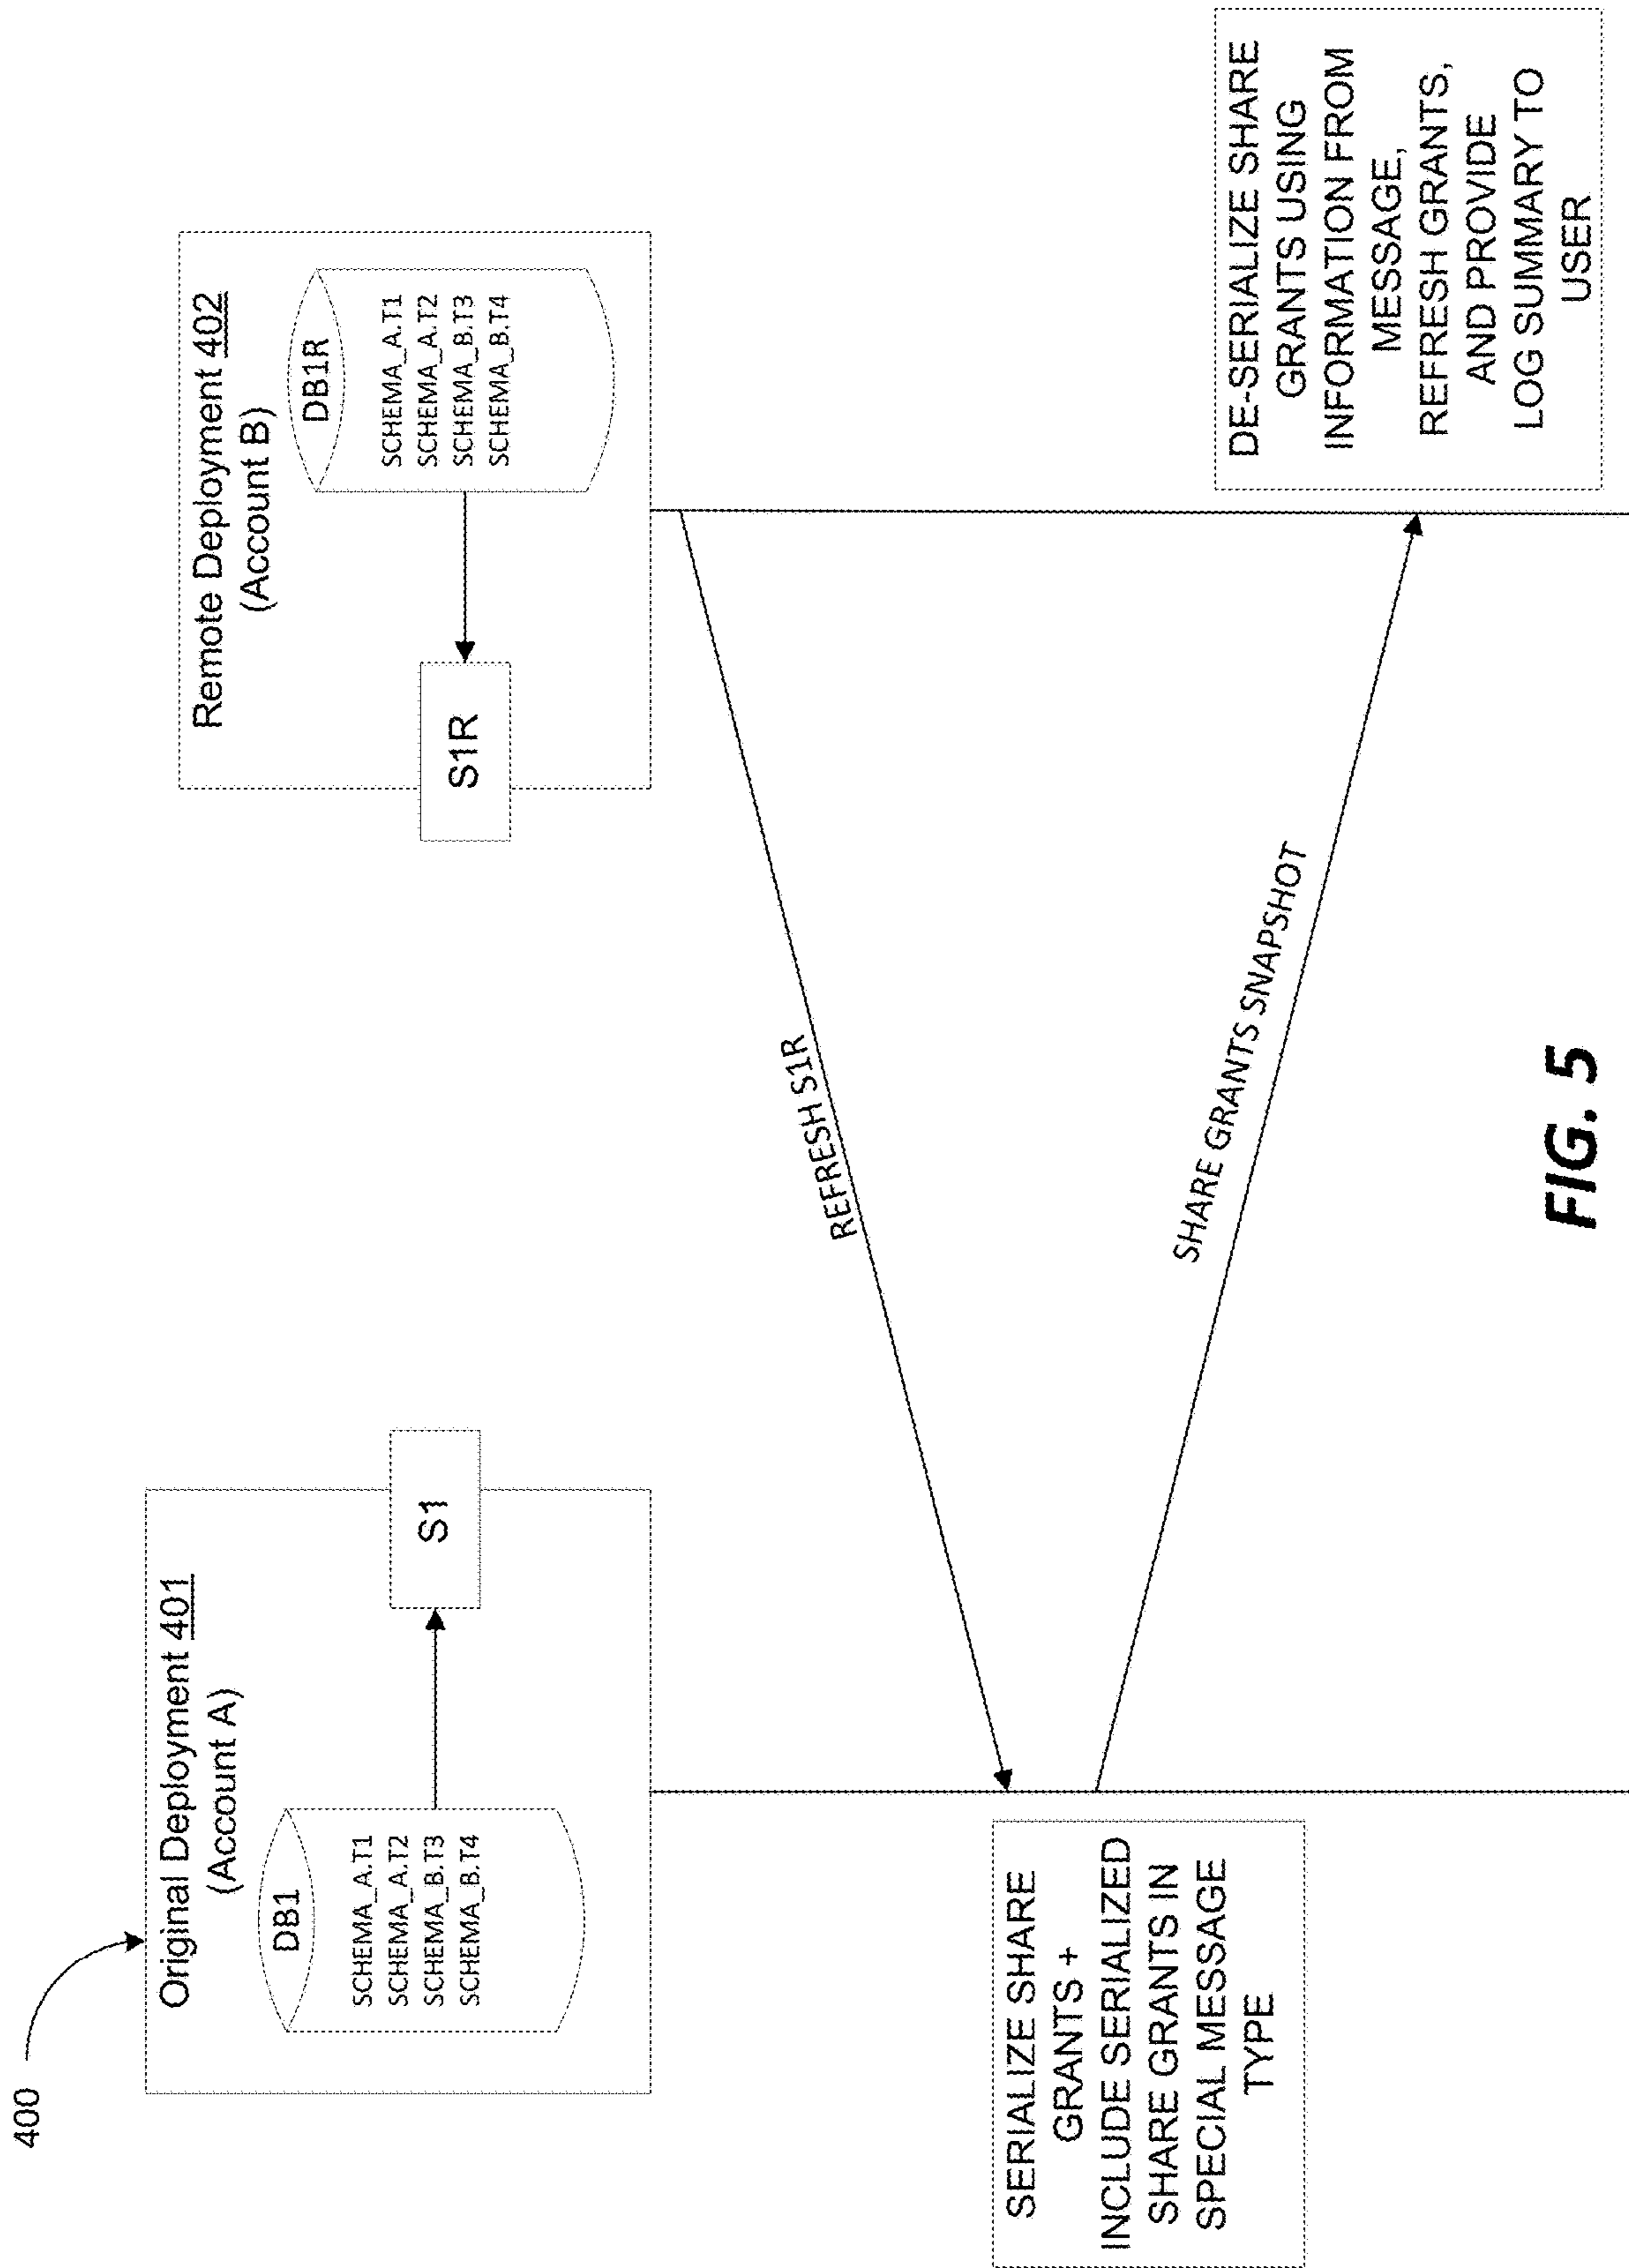 400
Original Deployment 401
(Account A)
DB1
SCHEMA_A.T1
SCHEMA_A.T2
SCHEMA_B.T3
SCHEMA_B.T4
S1
Remote Deployment 402
(Account B)
DB1R
SCHEMA_A.T1
SCHEMA_A.T2
SCHEMA_B.T3
SCHEMA_B.T4
S1R
REFRESH S1R
SERIALIZE SHARE
GRANTS +
INCLUDE SERIALIZED
SHARE GRANTS IN
SPECIAL MESSAGE
TYPE
SHARE GRANTS SNAPSHOT
DE-SERIALIZE SHARE
GRANTS USING
INFORMATION FROM
MESSAGE,
REFRESH GRANTS,
AND PROVIDE
LOG SUMMARY TO
USER
FIG. 5